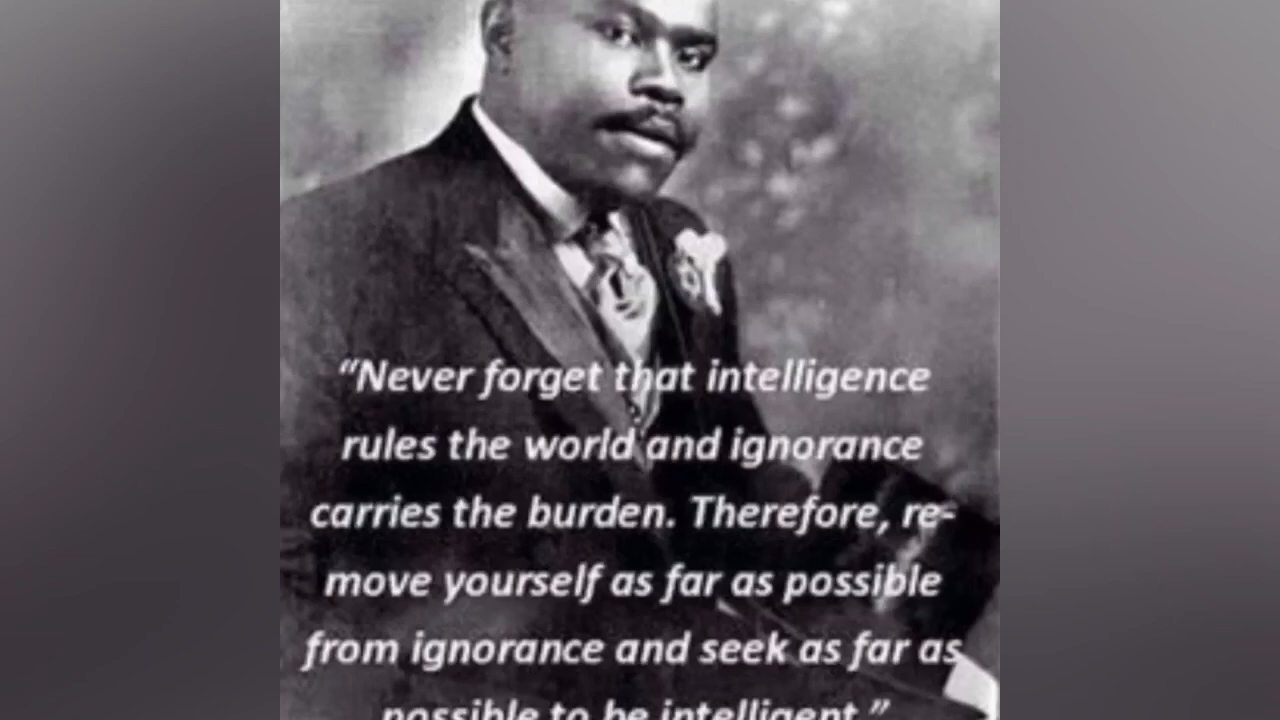 “Never forget that intelligence
rules the world and ignorance
carries the burden. Therefore, re-
move yourself as far as possible
from ignorance and seek as far as
possible to be intelligent.”